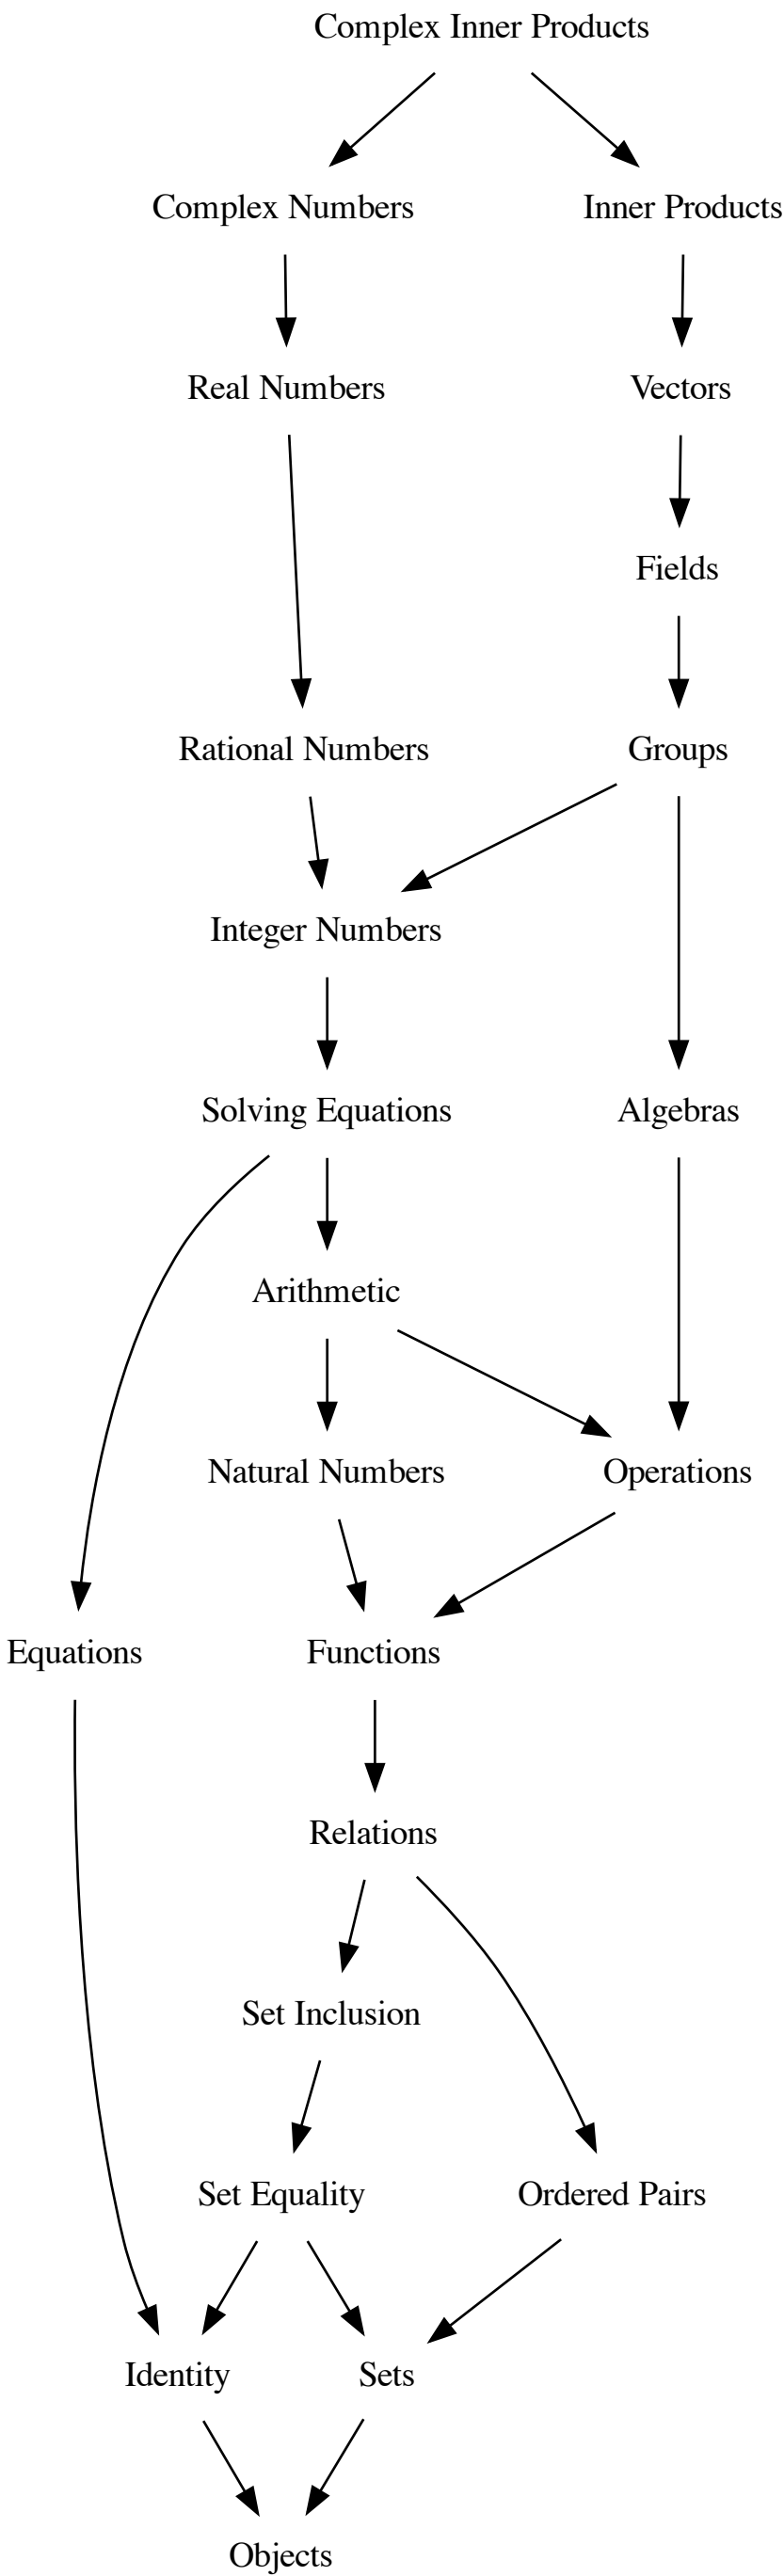 Complex Inner Products
Complex Numbers
Inner Products
Real Numbers
Vectors
Fields
Rational Numbers
Groups
Integer Numbers
Solving Equations
Algebras
Arithmetic
Natural Numbers
Operations
Equations
Functions
Relations
Set Inclusion
Set Equality
Ordered Pairs
Identity
Sets
Objects